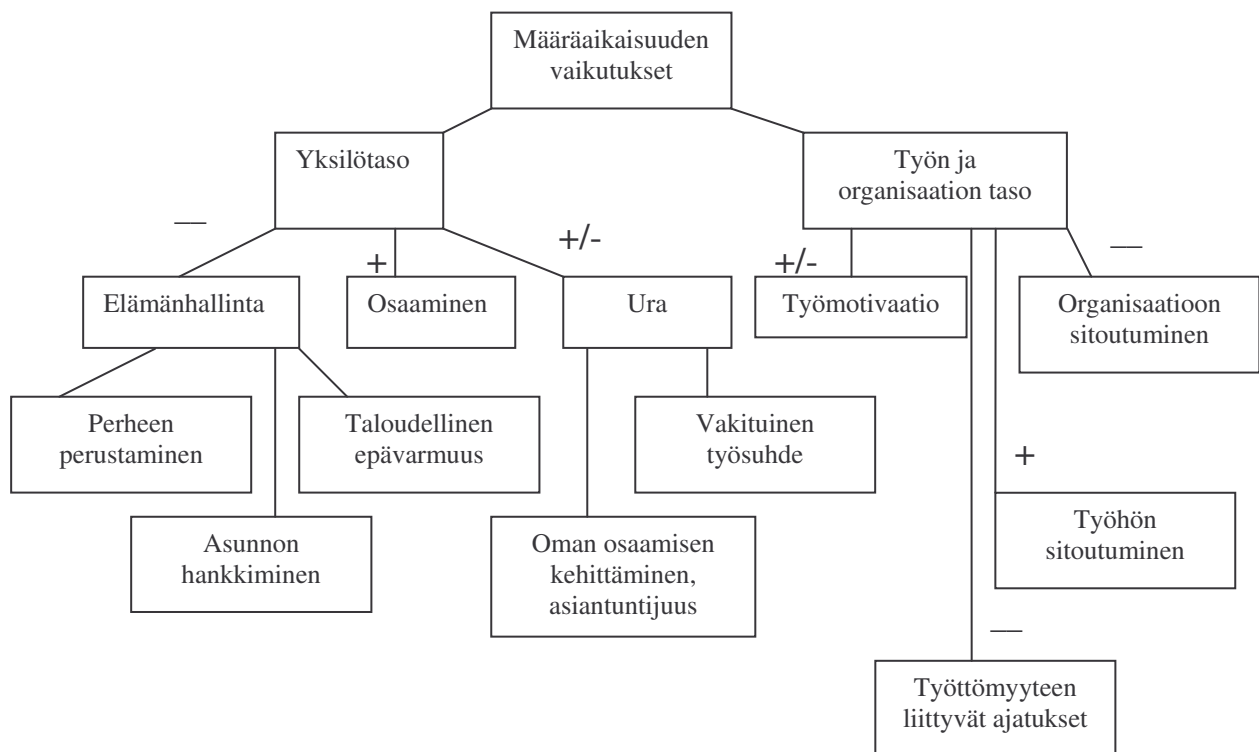 Määräaikaisuuden
vaikutukset
Yksilötaso
Työn ja
organisaation taso
—
+
+/-
+/-
—
Elämänhallinta
Osaaminen
Ura
Työmotivaatio
Organisaatioon
sitoutuminen
Perheen
perustaminen
Taloudellinen
epävarmuus
Vakituinen
työsuhde
+
Asunnon
hankkiminen
Oman osaamisen
kehittäminen,
asiantuntijuus
Työhön
sitoutuminen
—
Työttömyyteen
liittyvät ajatukset